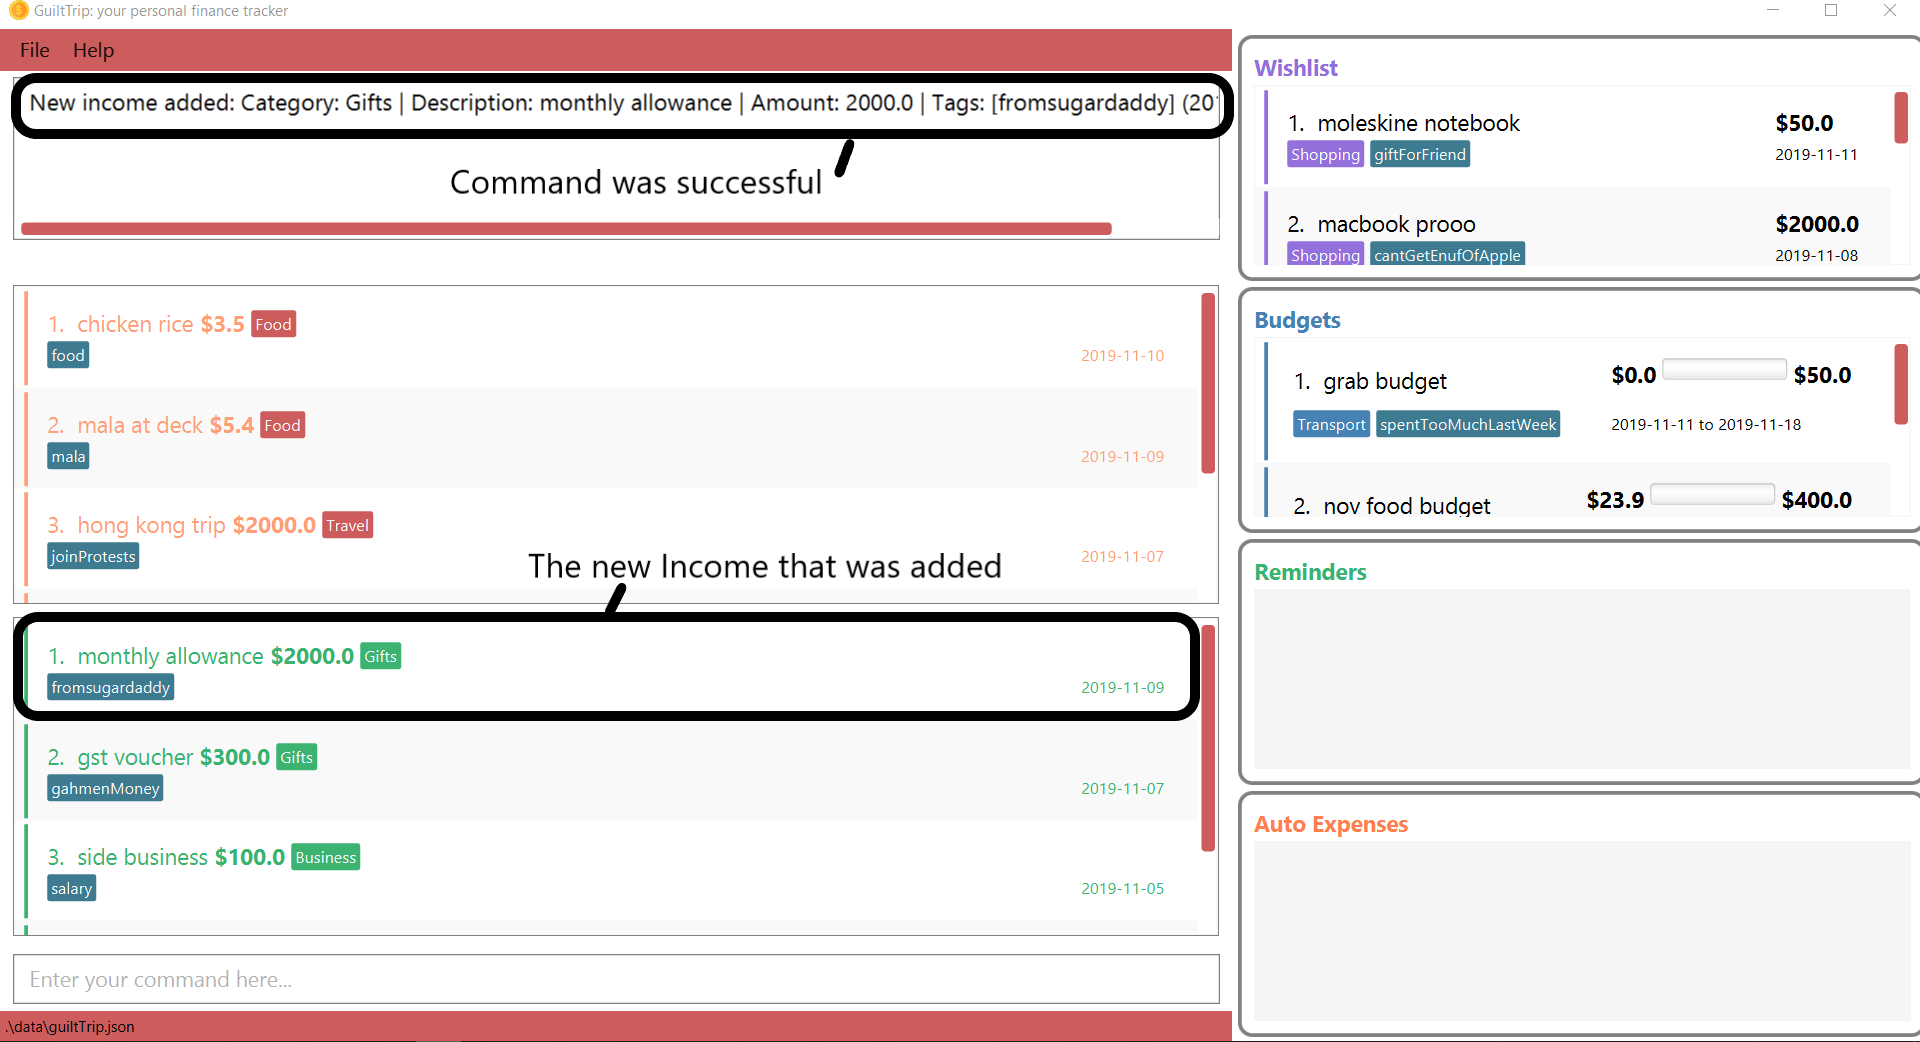 GuiltTrip: your personal finance tracker
File Help
New income added: Category: Gifts | Description: monthly allowance | Amount: 2000.0 | Tags: [fromsugardaddy] (20
Command was successful
1. chicken rice $3.5 Food
food
2019-11-10
2. mala at deck $5.4 Food
mala
2019-11-09
3. hong kong trip $2000.0 Travel
joinProtests
2019-11-07
The new Income that was added
1. monthly allowance $2000.0 Gifts
fromsugardaddy
2019-11-09
2. gst voucher $300.0 Gifts
gahmenMoney
2019-11-07
3. side business $100.0 Business
salary
2019-11-05
Enter your command here...
.\data\guiltTrip.json
Wishlist
1. moleskine notebook $50.0
Shopping giftForFriend 2019-11-11
2. macbook prooo $2000.0
Shopping cantGetEnufOfApple 2019-11-08
Budgets
1. grab budget $0.0 $50.0
Transport spentTooMuchLastWeek 2019-11-11 to 2019-11-18
2. nov food budget $23.9 $400.0
Reminders
Auto Expenses